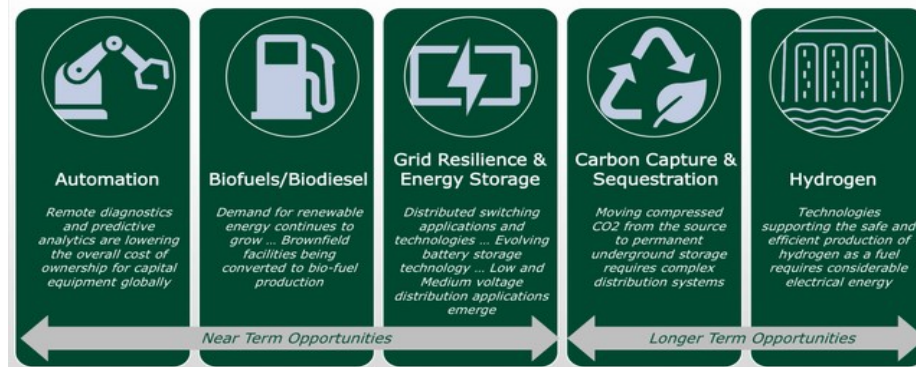 Automation
Remote diagnostics
and predictive
analytics are lowering
the overall cost of
ownership for capital
equipment globally
Biofuels/Biodiesel
Demand for renewable
energy continues to
grow ... Brownfield
facilities being
converted to bio-fuel
production
Grid Resilience &
Energy Storage
Distributed switching
applications and
technologies ... Evolving
battery storage
technology ... Low and
Medium voltage
distribution applications
emerge
Carbon Capture &
Sequestration
Moving compressed
CO2 from the source
to permanent
underground storage
requires complex
distribution systems
Hydrogen
Technologies
supporting the safe and
efficient production of
hydrogen as a fuel
requires considerable
electrical energy
Near Term Opportunities
Longer Term Opportunities